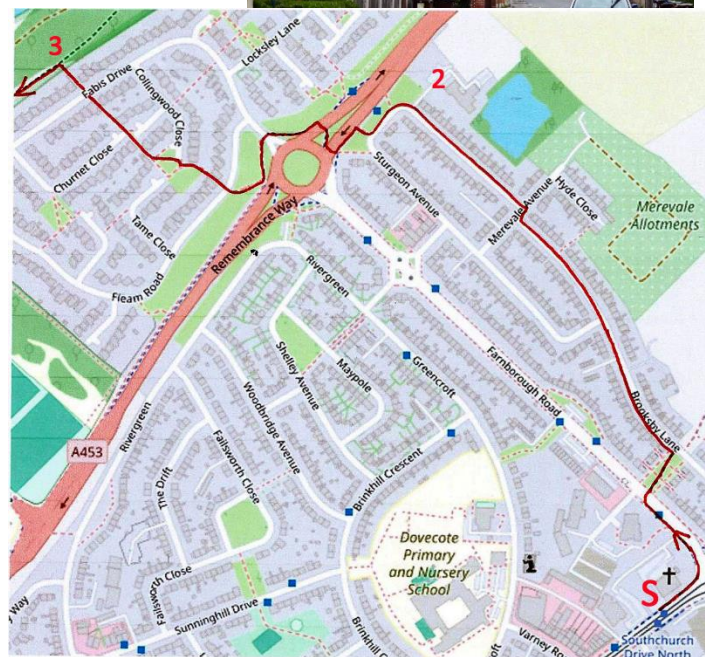 3
Fabis Drive
Collingwood Close
Locksley Lane
2
Churnet Close
Sturgeon Avenue
Merevale Avenue
Hyde Close
Merevale
Allotments
Tame Close
Remembrance Way
Fleam Road
Rivergreen
Shelley Avenue
Maypole
Greencroft
Farnborough Road
Brooksby Lane
Rivergreen
Woodbridge Avenue
A453
Failsworth Close
The Drift
Brinkhill Crescent
Dovecote
Primary
and Nursery
School
S
Sunninghill Drive
Varney Ro
Southchurch
Drive North